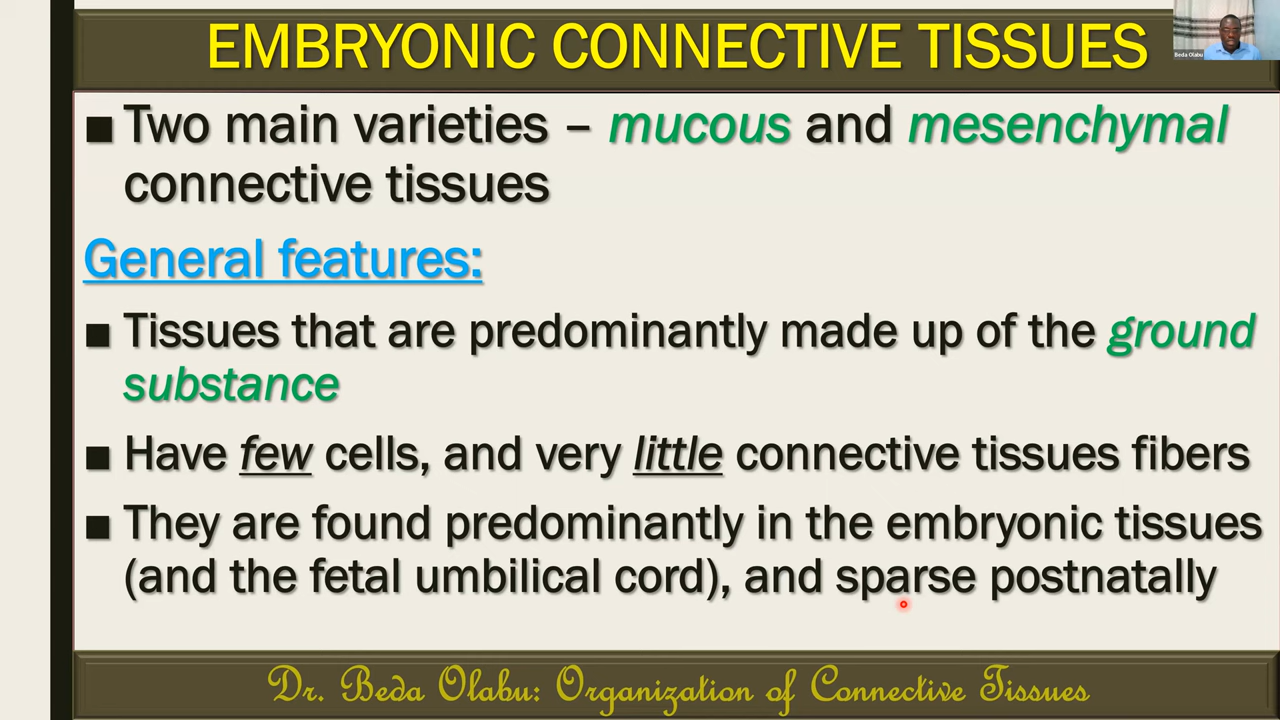 EMBRYONIC CONNECTIVE TISSUES
Beda Olabu
■ Two main varieties – mucous and mesenchymal
connective tissues
General features:
■ Tissues that are predominantly made up of the ground
substance
■ Have few cells, and very little connective tissues fibers
■ They are found predominantly in the embryonic tissues
(and the fetal umbilical cord), and sparse postnatally
Dr. Beda Olabu: Organization of Connective Tissues